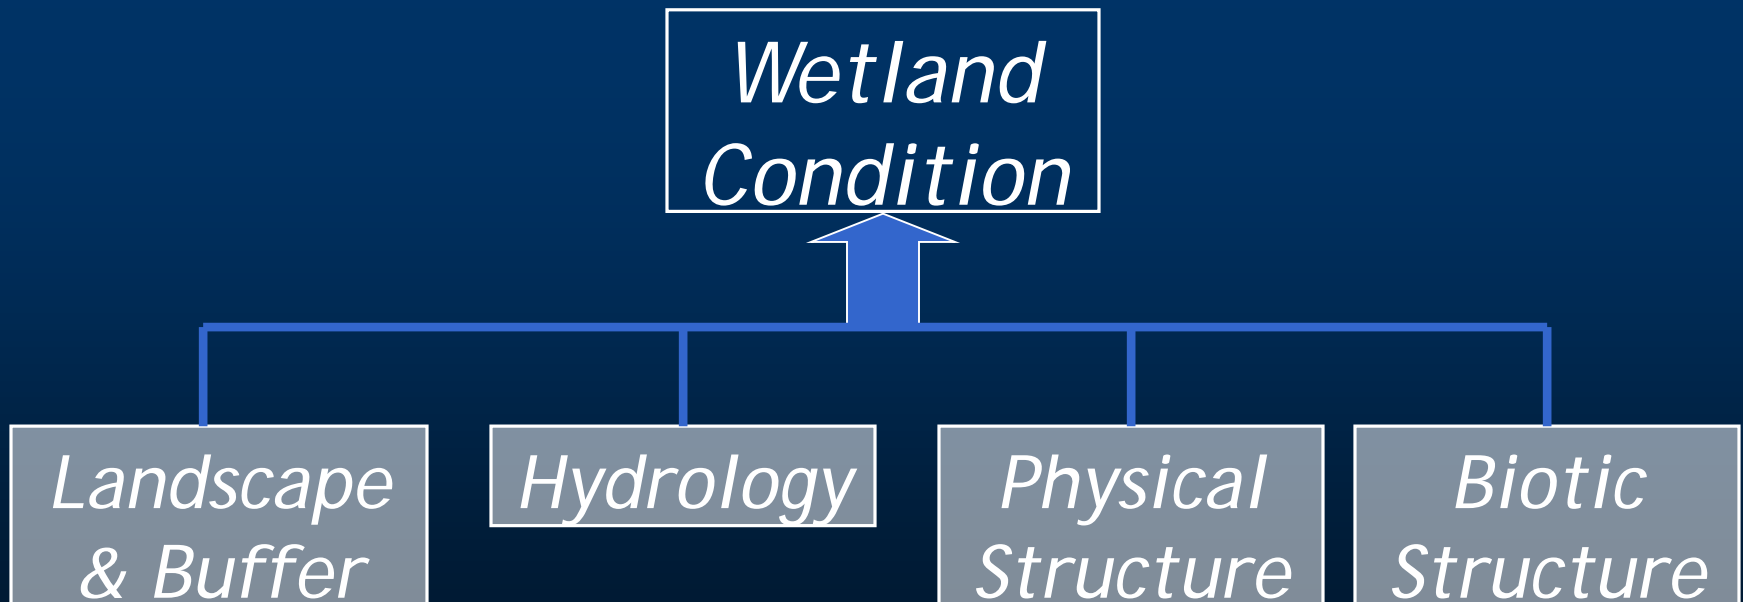 Wetland
Condition
Landscape
& Buffer
Hydrology
Physical
Structure
Biotic
Structure